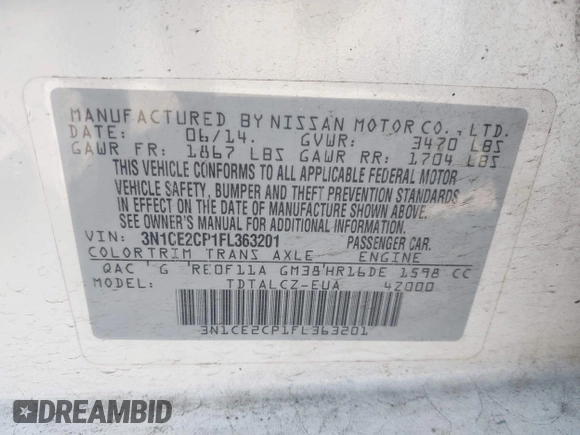 MANUFACTURED BY NISSAN MOTOR CO., LTD.
DATE: 06/14. GVWR: 3470 LBS
GAWR FR: 1867 LBS GAWR RR: 1704 LBS
THIS VEHICLE CONFORMS TO ALL APPLICABLE FEDERAL MOTOR
VEHICLE SAFETY, BUMPER AND THEFT PREVENTION STANDARDS
IN EFFECT ON THE DATE OF MANUFACTURE SHOWN ABOVE.
SEE OWNER'S MANUAL FOR ADDITIONAL INFORMATION.
VIN: 3N1CE2CP1FL363201 PASSENGER CAR.
COLOR TRIM TRANS AXLE ENGINE
QAC G RE0F11A GM38 HR16DE 1598 CC
MODEL: TDTALCZ-EUA 4Z000
3N1CE2CP1FL363201
DREAMBID